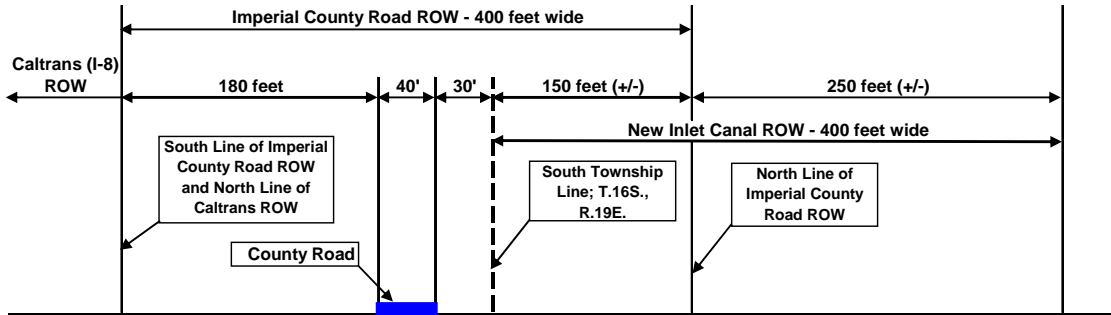 Imperial County Road ROW - 400 feet wide
Caltrans (I-8)
ROW
180 feet
40'
30'
150 feet (+/-)
250 feet (+/-)
New Inlet Canal ROW - 400 feet wide
South Line of Imperial
County Road ROW
and North Line of
Caltrans ROW
South Township
Line; T.16S.,
R.19E.
North Line of
Imperial County
Road ROW
County Road